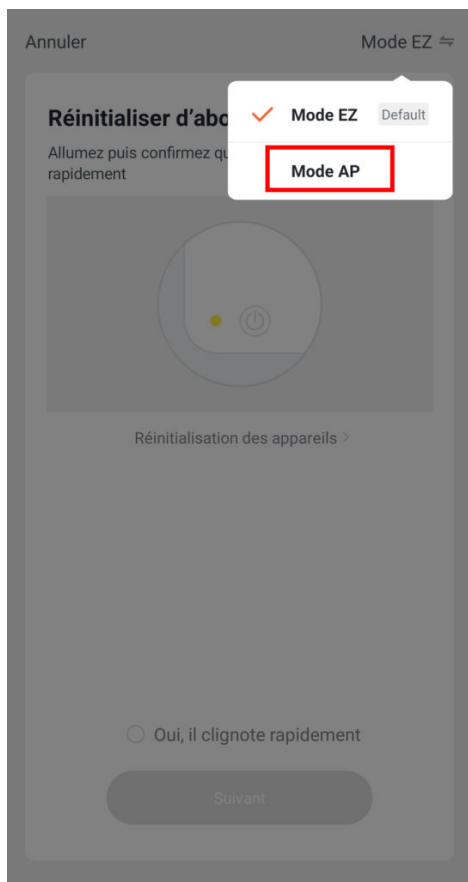 Annuler
Mode EZ
Mode EZ Default
Mode AP
Réinitialiser d'abo
Allumez puis confirmez qu
rapidement
Réinitialisation des appareils >
Oui, il clignote rapidement
Suivant